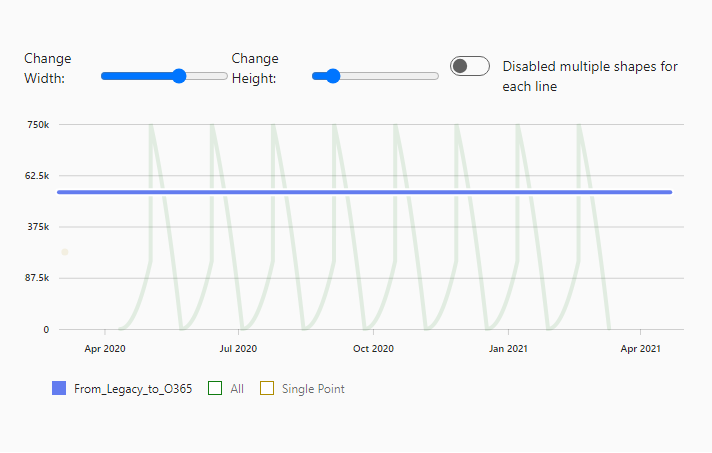 Change Width:
Change Height:
Disabled multiple shapes for
each line
750k
62.5k
375k
87.5k
0
Apr 2020
Jul 2020
Oct 2020
Jan 2021
Apr 2021
From_Legacy_to_O365
All
Single Point